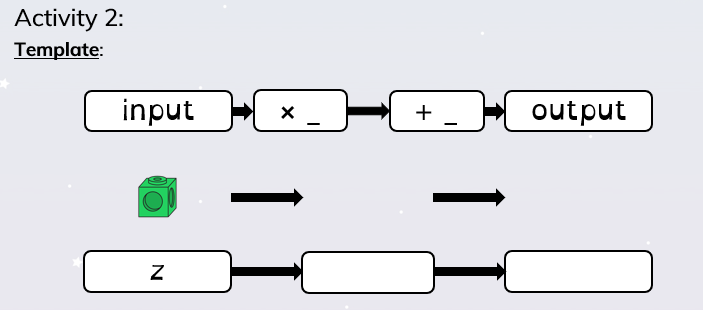 Activity 2:
Template:
input × _ + _ output
z